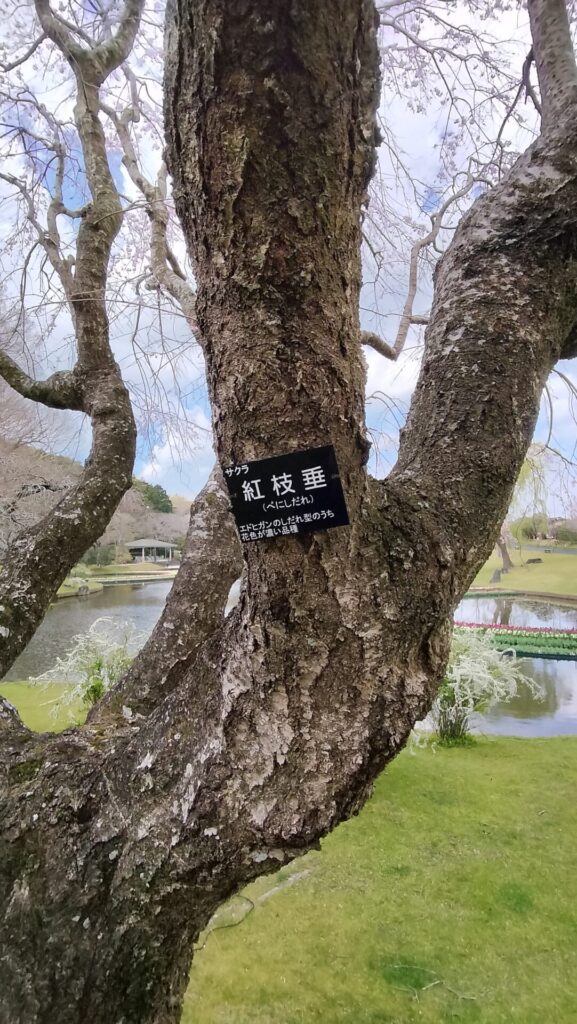 サクラ
紅枝垂
(べにしだれ)
エドヒガンのしだれ型のうち
花色が濃い品種